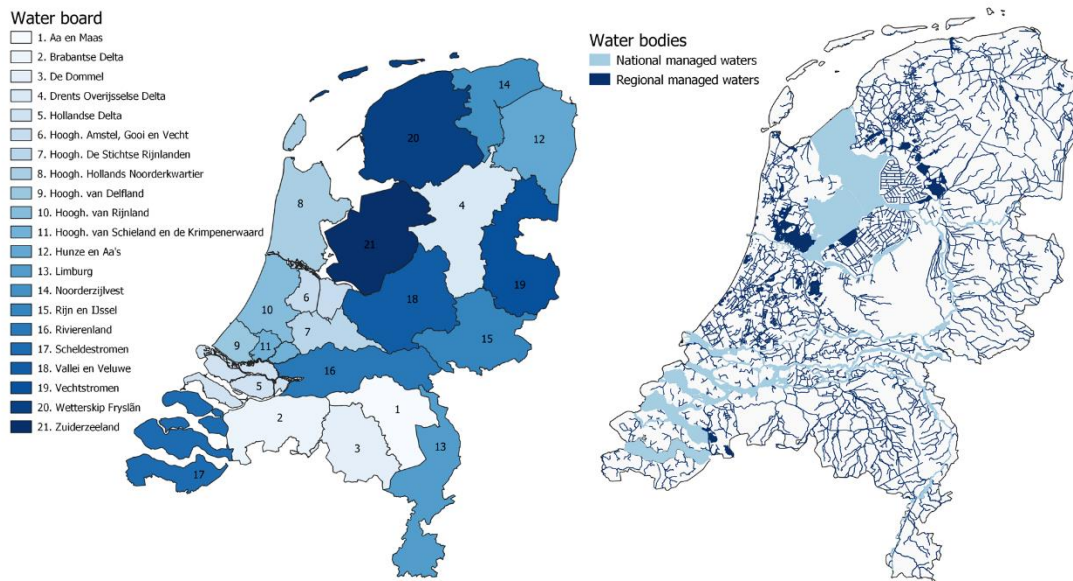 Water board
1. Aa en Maas
2. Brabantse Delta
3. De Dommel
4. Drents Overijsselse Delta
5. Hollandse Delta
6. Hoogh. Amstel, Gooi en Vecht
7. Hoogh. De Stichtse Rijnlanden
8. Hoogh. Hollands Noorderkwartier
9. Hoogh. van Delfland
10. Hoogh. van Rijnland
11. Hoogh. van Schieland en de Krimpenerwaard
12. Hunze en Aa's
13. Limburg
14. Noorderzijlvest
15. Rijn en IJssel
16. Rivierenland
17. Scheldestromen
18. Vallei en Veluwe
19. Vechtstromen
20. Wetterskip Fryslân
21. Zuiderzeeland
14
20
12
8
4
21
19
6
18
10
7
15
9
11
16
5
2
1
3
13
17
Water bodies
National managed waters
Regional managed waters